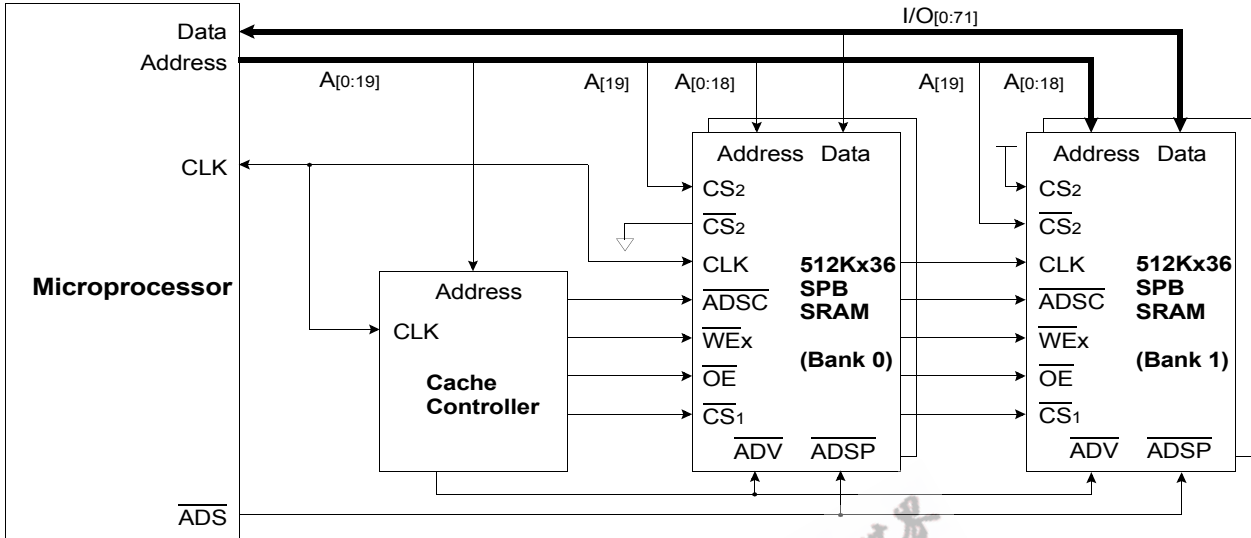 I/O[0:71]
Data
Address
A[0:19]
A[19]
A[0:18]
A[19]
A[0:18]
CLK
Microprocessor
ADS
Address
CLK
Cache
Controller
Address Data
CS2
CS2
CLK
ADSC
WEx
OE
CS1
ADV ADSP
512Kx36
SPB
SRAM
(Bank 0)
Address Data
CS2
CS2
CLK
ADSC
WEx
OE
CS1
ADV ADSP
512Kx36
SPB
SRAM
(Bank 1)